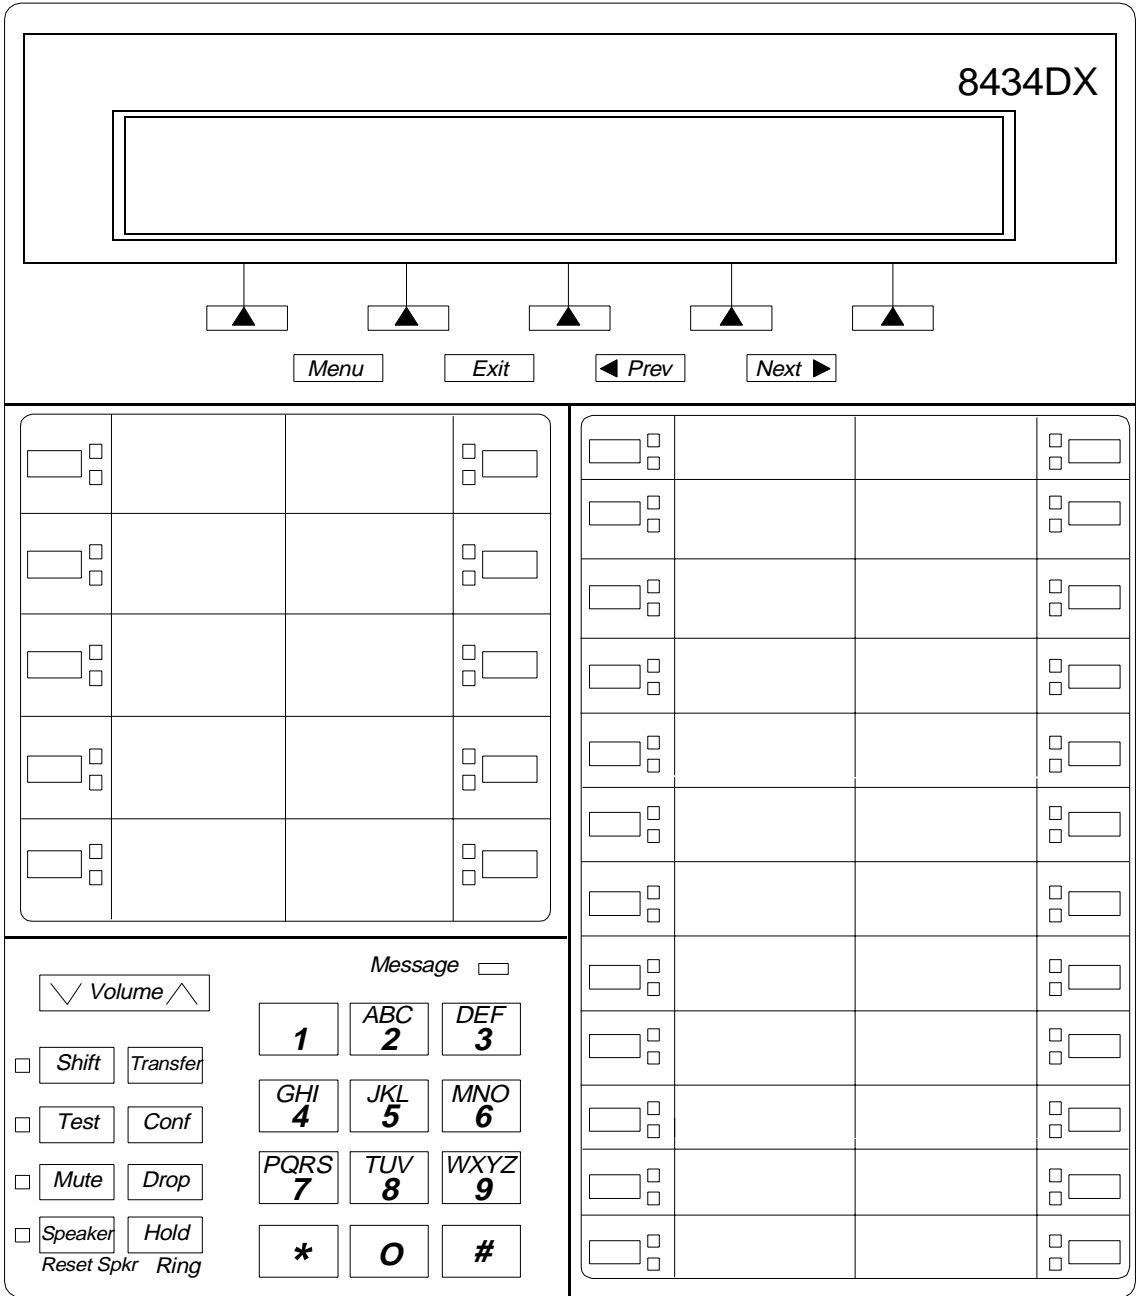 8434DX
Menu Exit ◀ Prev Next ▶
Message
Volume
1 ABC 2 DEF 3
Shift Transfer
GHI 4 JKL 5 MNO 6
Test Conf
PQRS 7 TUV 8 WXYZ 9
Mute Drop
Speaker Hold
* O #
Reset Spkr Ring